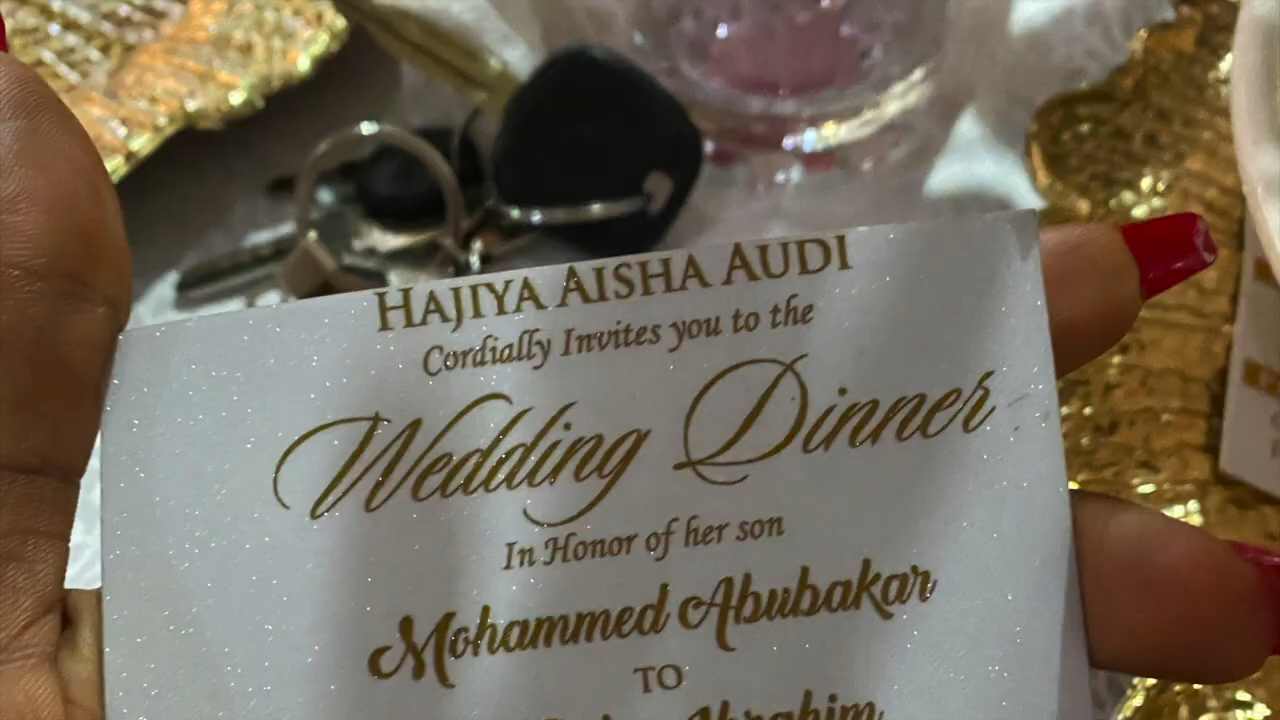 HAJIYA AISHA AUDI
Cordially Invites you to the
Wedding Dinner
In Honor of her son
Mohammed Abubakar
TO